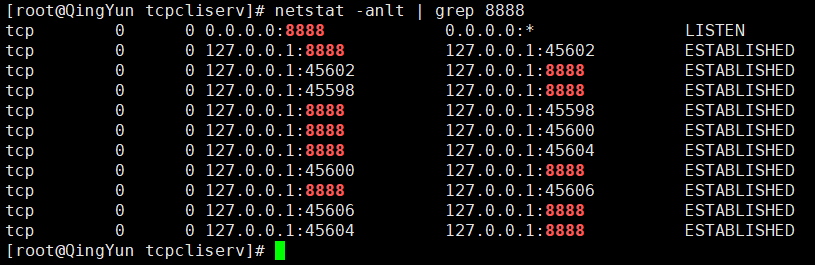 [root@QingYun tcpcliserv]# netstat -anlt | grep 8888
tcp        0      0 0.0.0.0:8888            0.0.0.0:*               LISTEN
tcp        0      0 127.0.0.1:8888          127.0.0.1:45602         ESTABLISHED
tcp        0      0 127.0.0.1:45602         127.0.0.1:8888          ESTABLISHED
tcp        0      0 127.0.0.1:45598         127.0.0.1:8888          ESTABLISHED
tcp        0      0 127.0.0.1:8888          127.0.0.1:45598         ESTABLISHED
tcp        0      0 127.0.0.1:8888          127.0.0.1:45600         ESTABLISHED
tcp        0      0 127.0.0.1:8888          127.0.0.1:45604         ESTABLISHED
tcp        0      0 127.0.0.1:45600         127.0.0.1:8888          ESTABLISHED
tcp        0      0 127.0.0.1:8888          127.0.0.1:45606         ESTABLISHED
tcp        0      0 127.0.0.1:45606         127.0.0.1:8888          ESTABLISHED
tcp        0      0 127.0.0.1:45604         127.0.0.1:8888          ESTABLISHED
[root@QingYun tcpcliserv]#